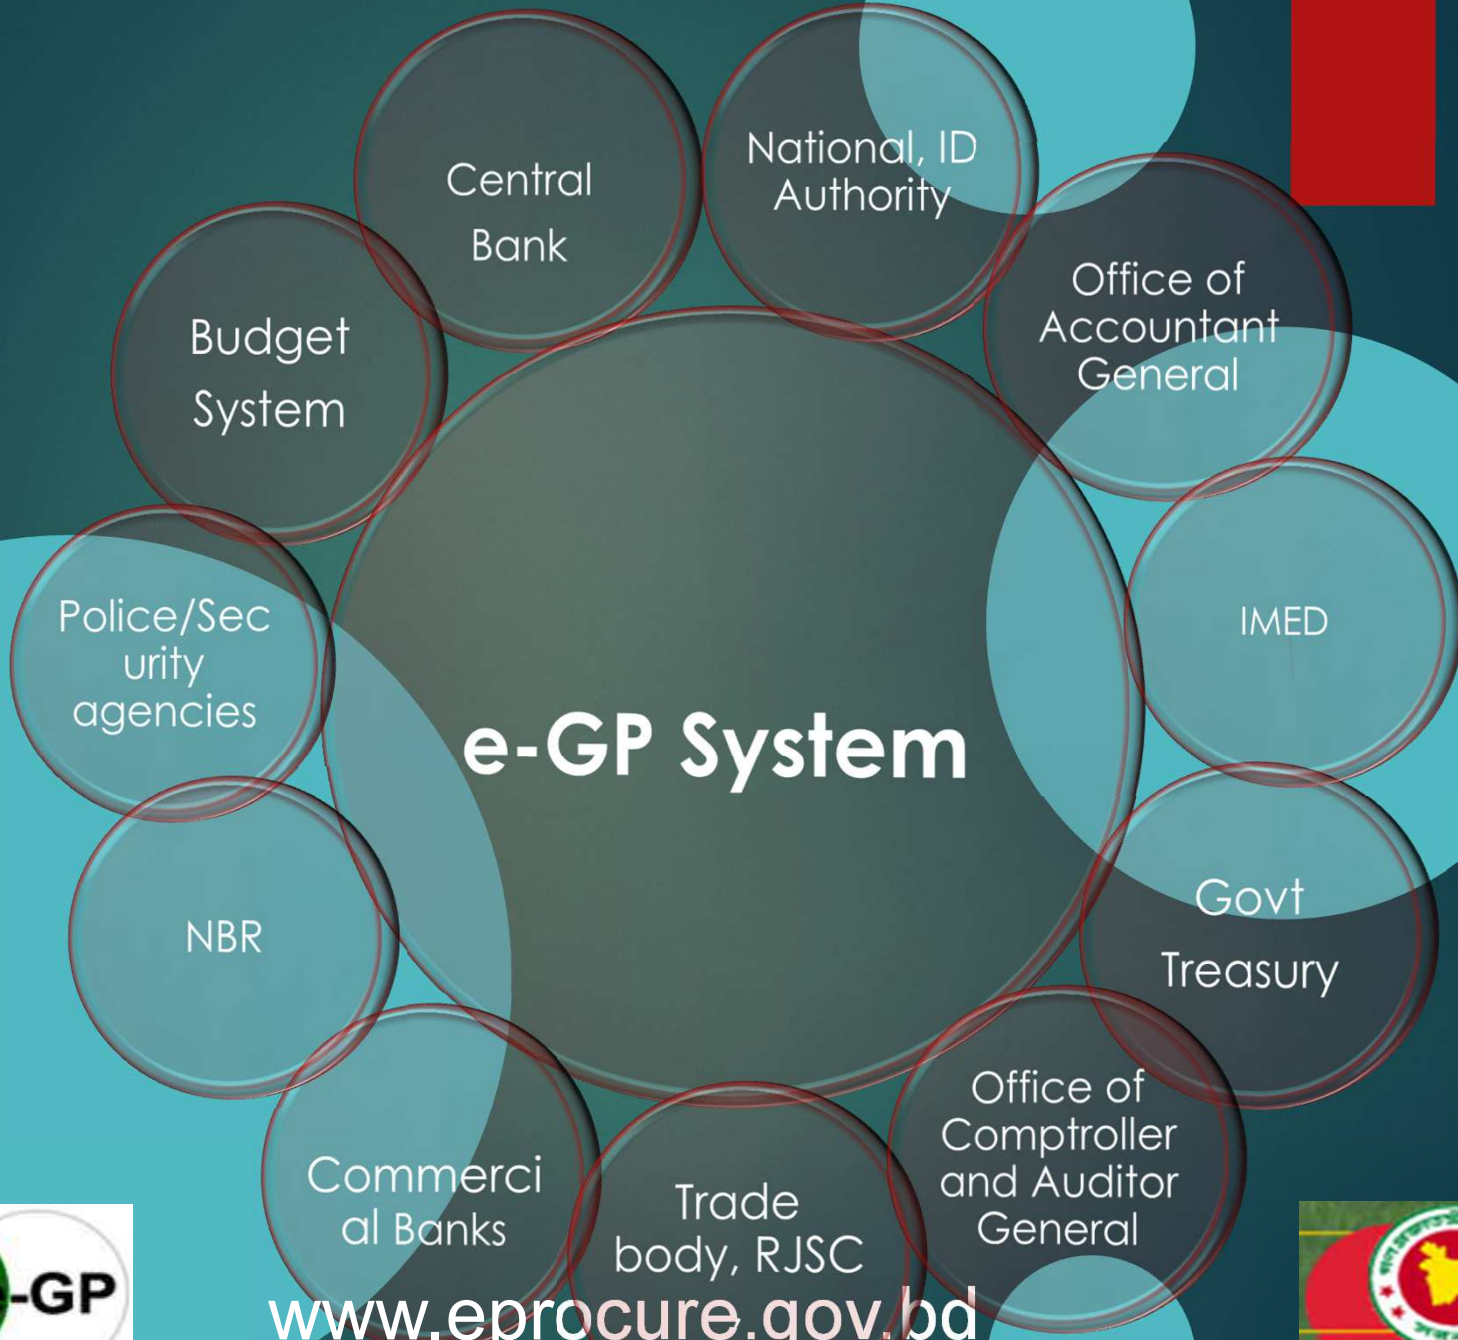 Central
Bank
National, ID
Authority
Office of
Accountant
General
Budget
System
IMED
Police/Sec
urity
agencies
e-GP System
Govt
Treasury
NBR
Office of
Comptroller
and Auditor
General
Commerci
al Banks
Trade
body, RJSC
-GP
www.eprocure.gov.bd